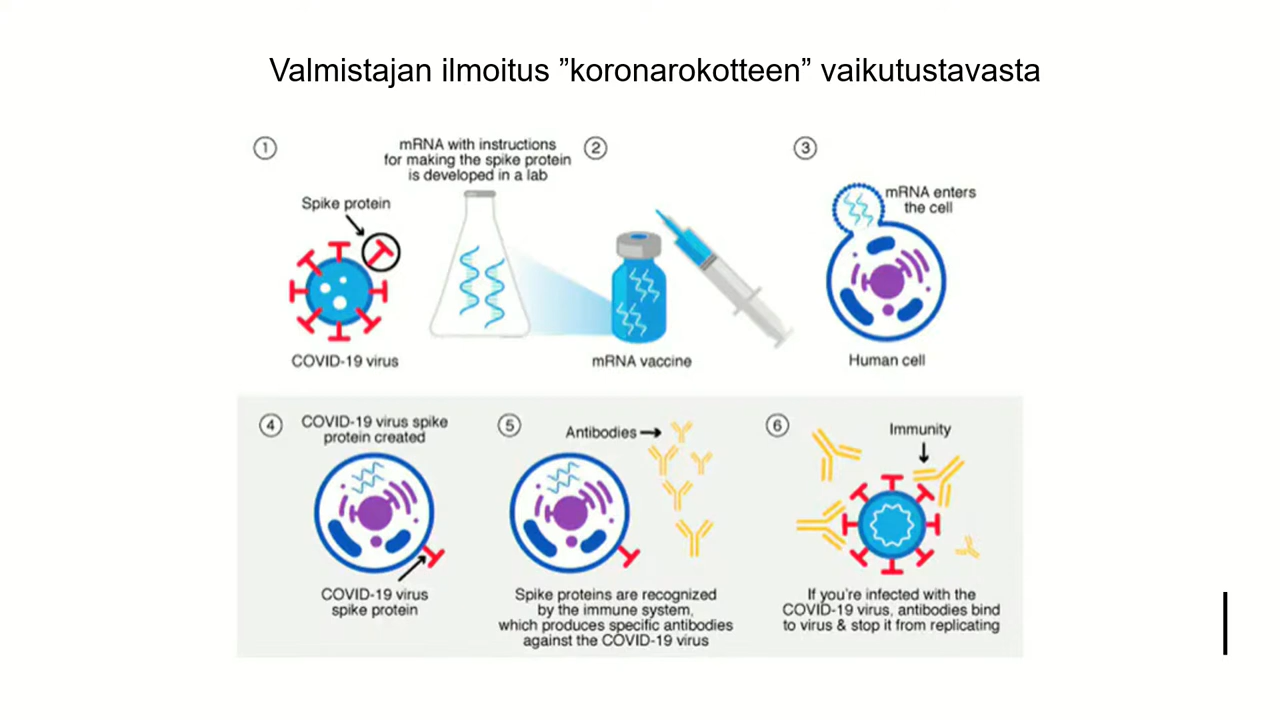 Valmistajan ilmoitus ”koronarokotteen” vaikutustavasta
1
Spike protein
COVID-19 virus
mRNA with instructions
for making the spike protein
is developed in a lab
2
mRNA vaccine
3
mRNA enters
the cell
Human cell
4
COVID-19 virus spike
protein created
COVID-19 virus
spike protein
5
Antibodies
Spike proteins are recognized
by the immune system,
which produces specific antibodies
against the COVID-19 virus
6
Immunity
If you're infected with the
COVID-19 virus, antibodies bind
to virus & stop it from replicating